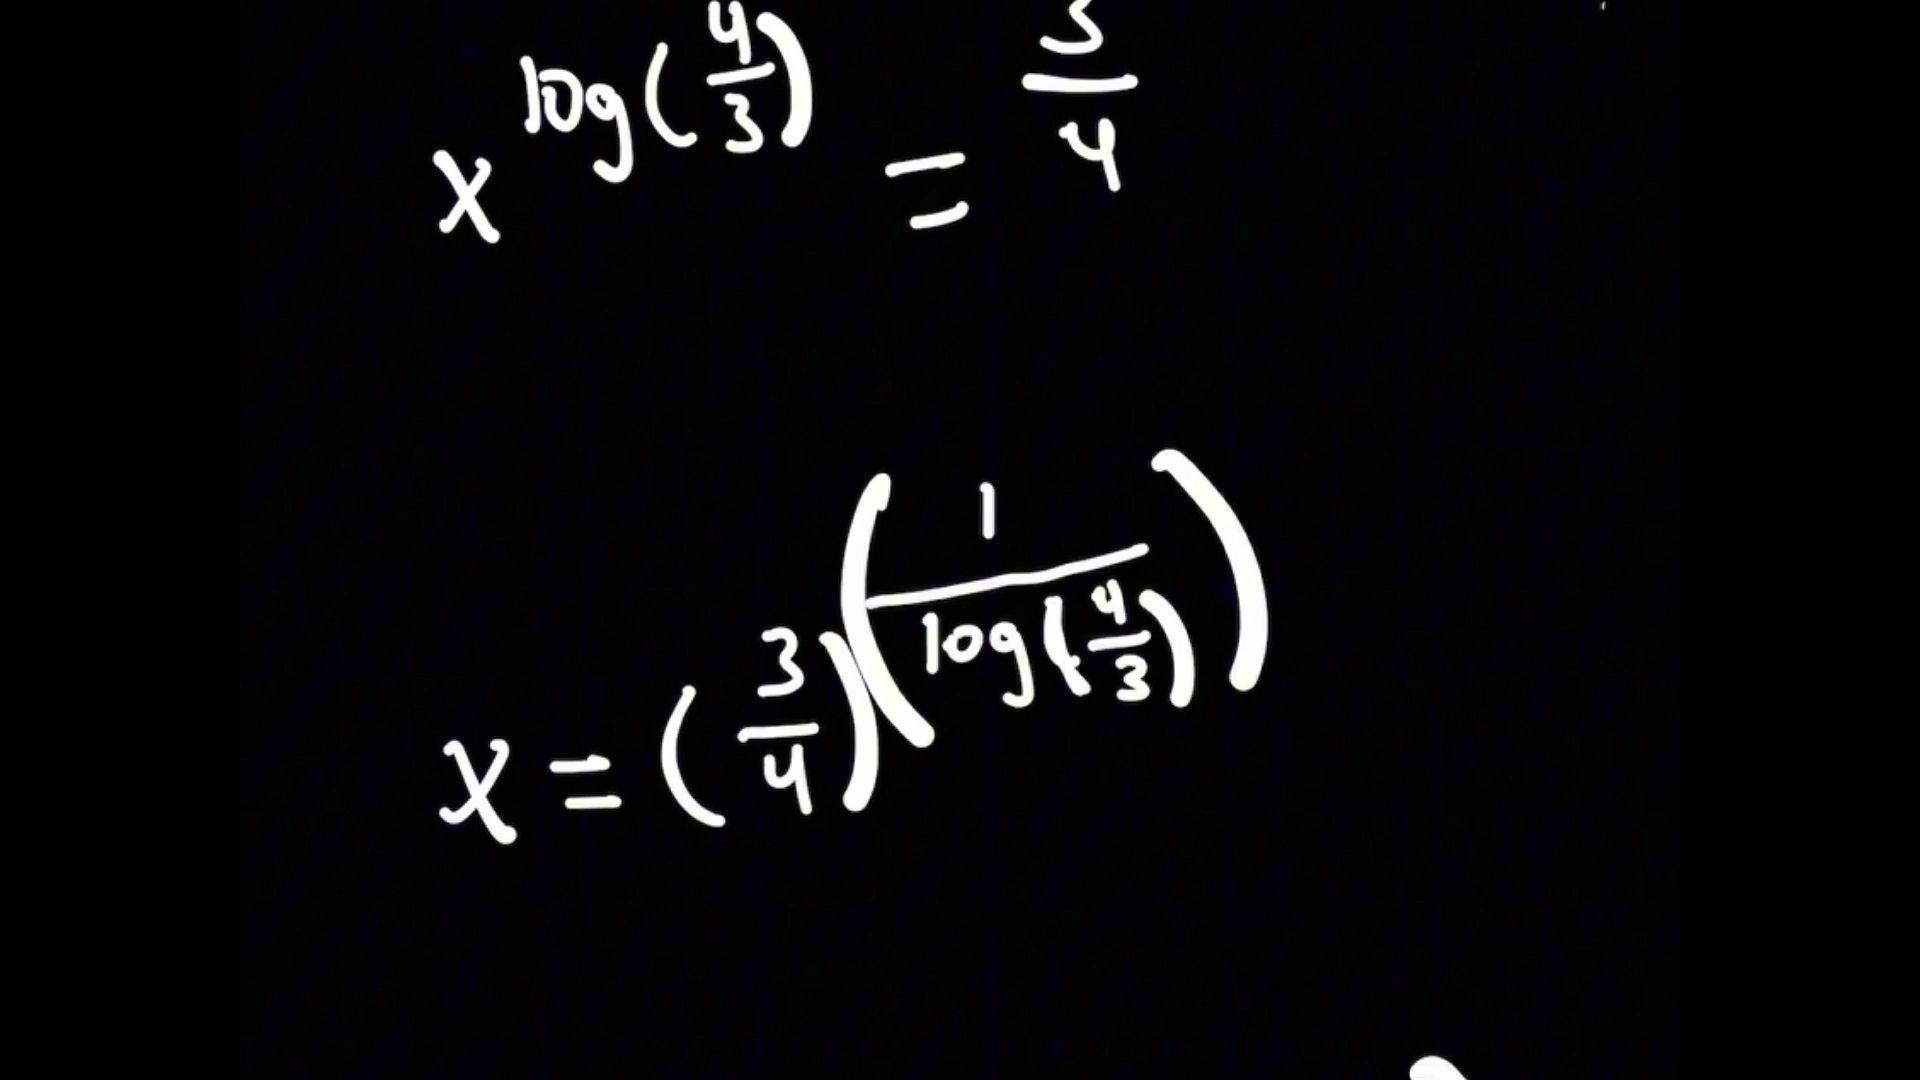 x^log(4/3) = 3/4
x = (3/4)^(1/log(4/3))